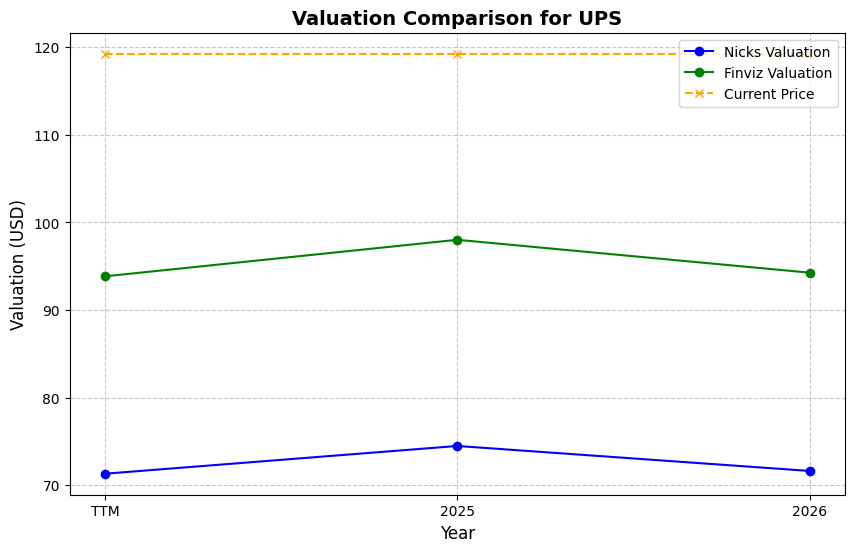 Valuation Comparison for UPS
Nicks Valuation
Finviz Valuation
Current Price
Valuation (USD)
120
110
100
90
80
70
TTM
2025
2026
Year